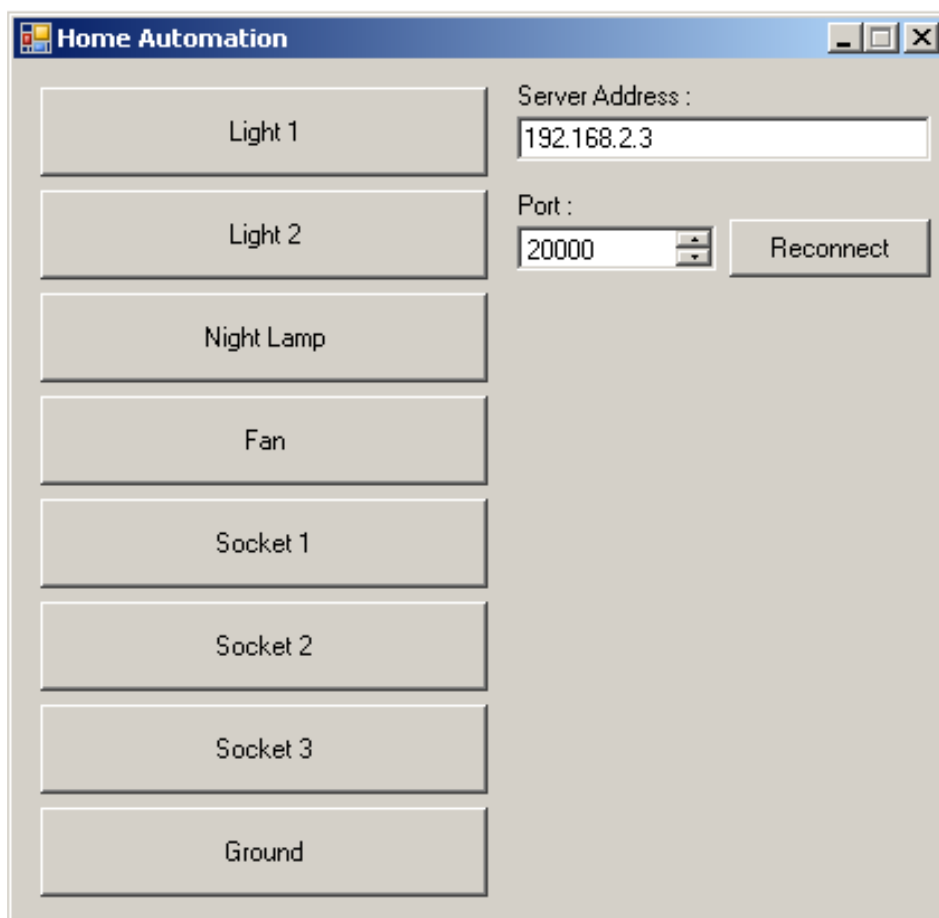 Home Automation
Light 1
Light 2
Night Lamp
Fan
Socket 1
Socket 2
Socket 3
Ground
Server Address :
192.168.2.3
Port :
20000
Reconnect